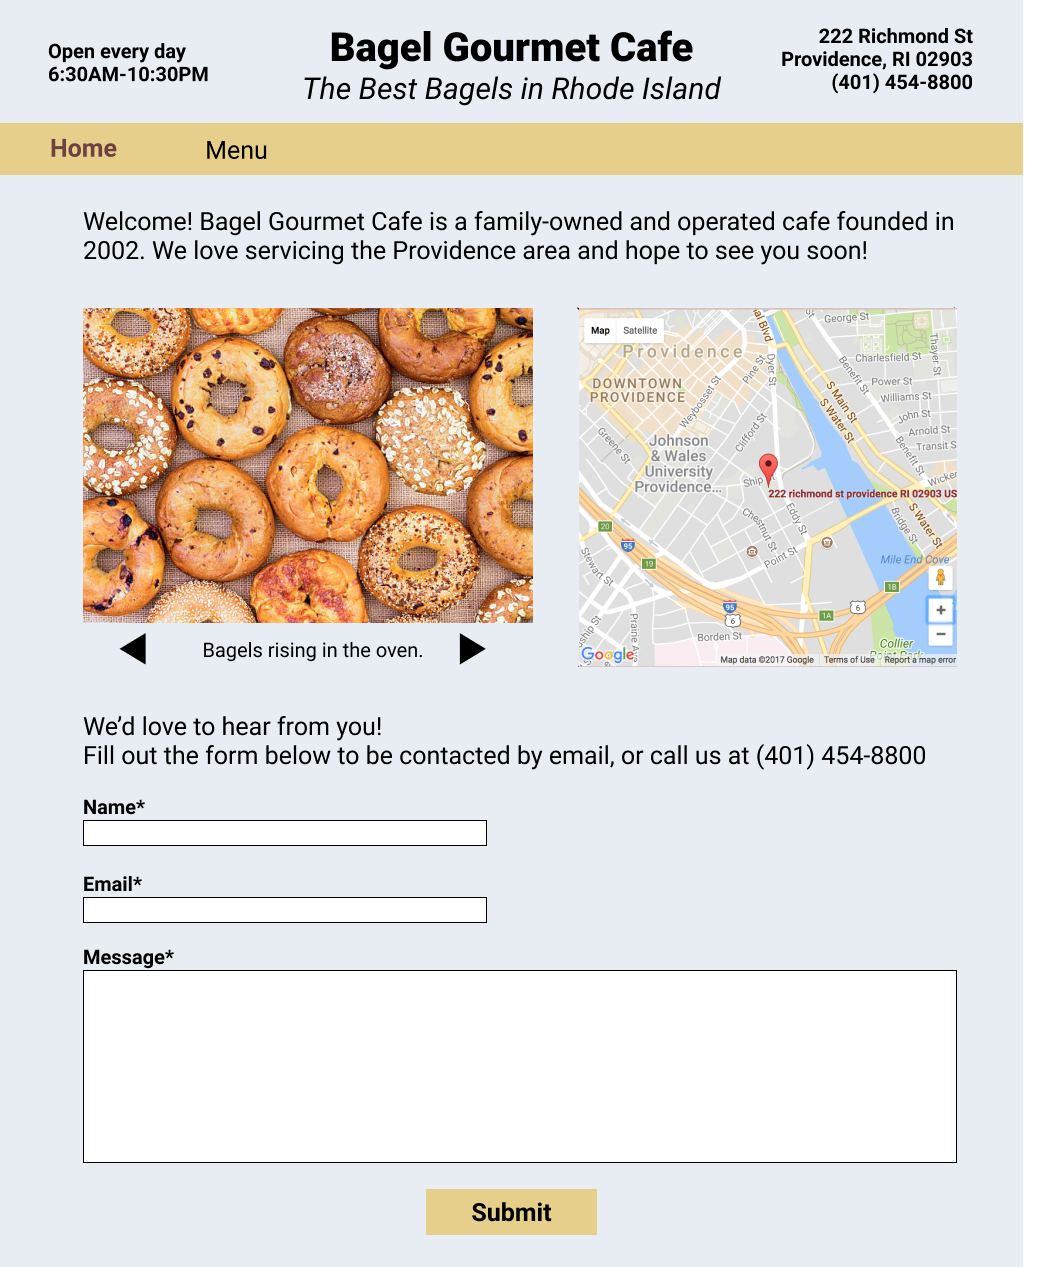 Open every day
6:30AM-10:30PM
Bagel Gourmet Cafe
The Best Bagels in Rhode Island
222 Richmond St
Providence, RI 02903
(401) 454-8800
Home
Menu
Welcome! Bagel Gourmet Cafe is a family-owned and operated cafe founded in
2002. We love servicing the Providence area and hope to see you soon!
Map
Satellite
Providence
DOWNTOWN
PROVIDENCE
Johnson
& Wales
University
Providence...
Weybosset St
Pine St
Dyer St
Clifford St
Greene St
George St
Thayer St
Charlesfield St
Benefit St
Power St
Williams St
S Main St
S Water St
John St
Arnold St
Transit S
Benefit St
Wicke
Ship
222 richmond st providence RI 02903 US
Chestnut St
Eddy St
Point St
S Water St
Bridge St
Mile End Cove
20
95
19
Stewart St
95
6
6
1A
1B
Prairie Ave
Borden St
Collier
Google
Map data ©2017 Google
Terms of Use
Report a map error
Bagels rising in the oven.
We’d love to hear from you!
Fill out the form below to be contacted by email, or call us at (401) 454-8800
Name*
Email*
Message*
Submit